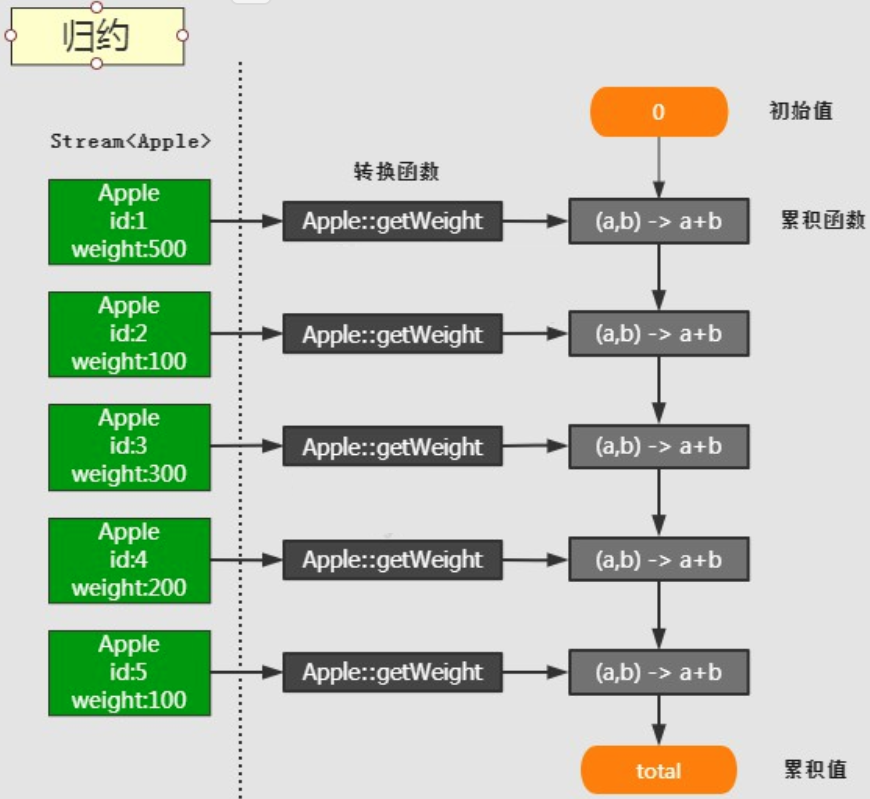 归约
0
初始值
Stream<Apple>
转换函数
Apple
id:1
weight:500
Apple::getWeight
(a,b) -> a+b
累积函数
Apple
id:2
weight:100
Apple::getWeight
(a,b) -> a+b
Apple
id:3
weight:300
Apple::getWeight
(a,b) -> a+b
Apple
id:4
weight:200
Apple::getWeight
(a,b) -> a+b
Apple
id:5
weight:100
Apple::getWeight
(a,b) -> a+b
total
累积值